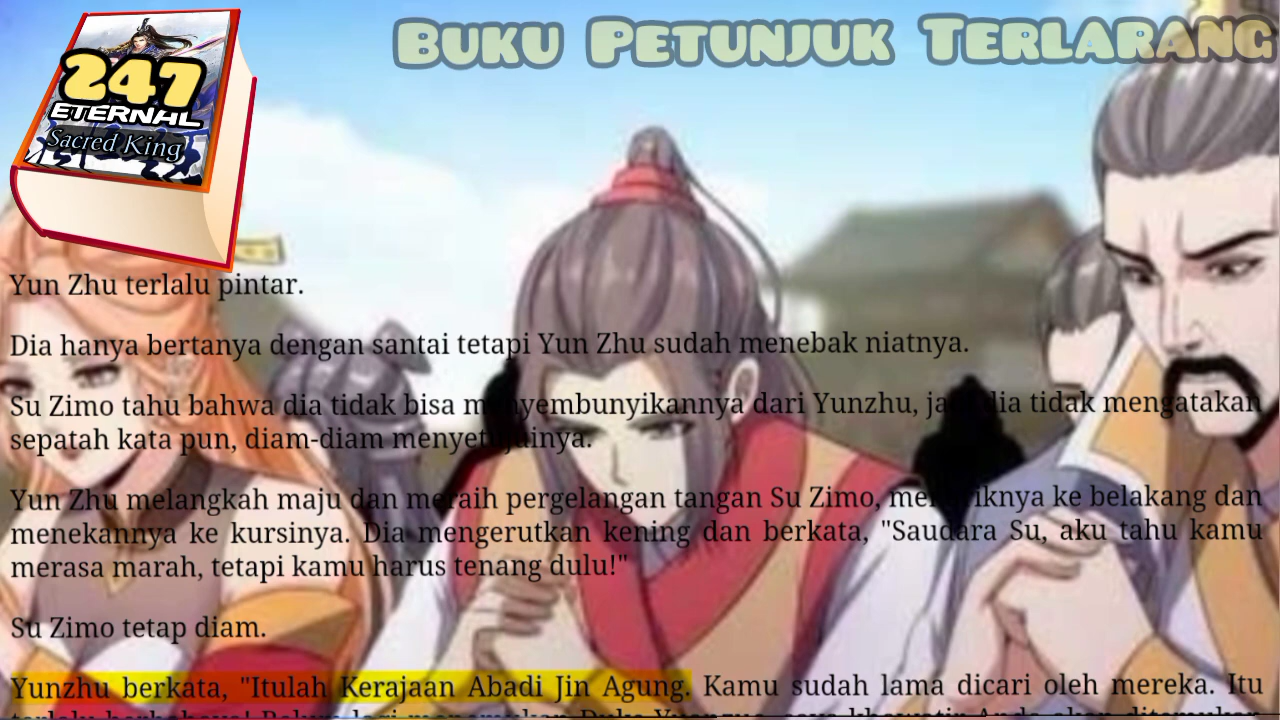 Buku Petunjuk Terlarang
247
ETERNAL
Sacred King
Yun Zhu terlalu pintar.
Dia hanya bertanya dengan santai tetapi Yun Zhu sudah menebak niatnya.
Su Zimo tahu bahwa dia tidak bisa menyembunyikannya dari Yunzhu, jadi dia tidak mengatakan
sepatah kata pun, diam-diam menyetujuinya.
Yun Zhu melangkah maju dan meraih pergelangan tangan Su Zimo, menariknya ke belakang dan
menekannya ke kursinya. Dia mengerutkan kening dan berkata, "Saudara Su, aku tahu kamu
merasa marah, tetapi kamu harus tenang dulu!"
Su Zimo tetap diam.
Yunzhu berkata, "Itulah Kerajaan Abadi Jin Agung. Kamu sudah lama dicari oleh mereka. Itu